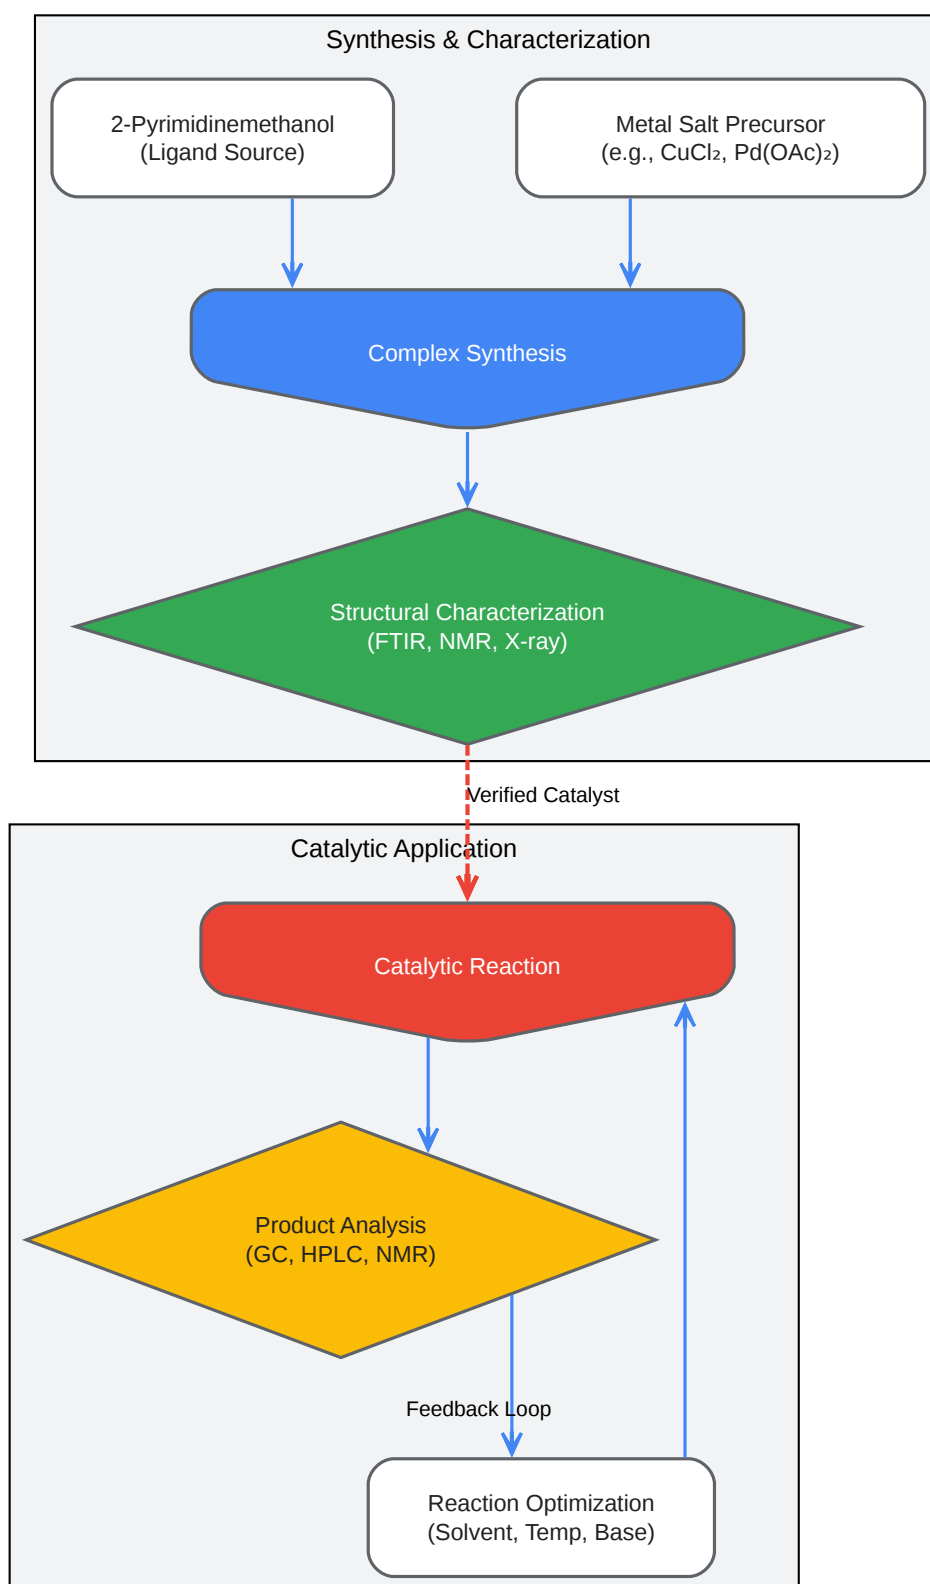 Synthesis & Characterization
2-Pyrimidinemethanol
(Ligand Source)
Metal Salt Precursor
(e.g., CuCl₂, Pd(OAc)₂)
Complex Synthesis
Structural Characterization
(FTIR, NMR, X-ray)
Verified Catalyst
Catalytic Application
Catalytic Reaction
Product Analysis
(GC, HPLC, NMR)
Feedback Loop
Reaction Optimization
(Solvent, Temp, Base)